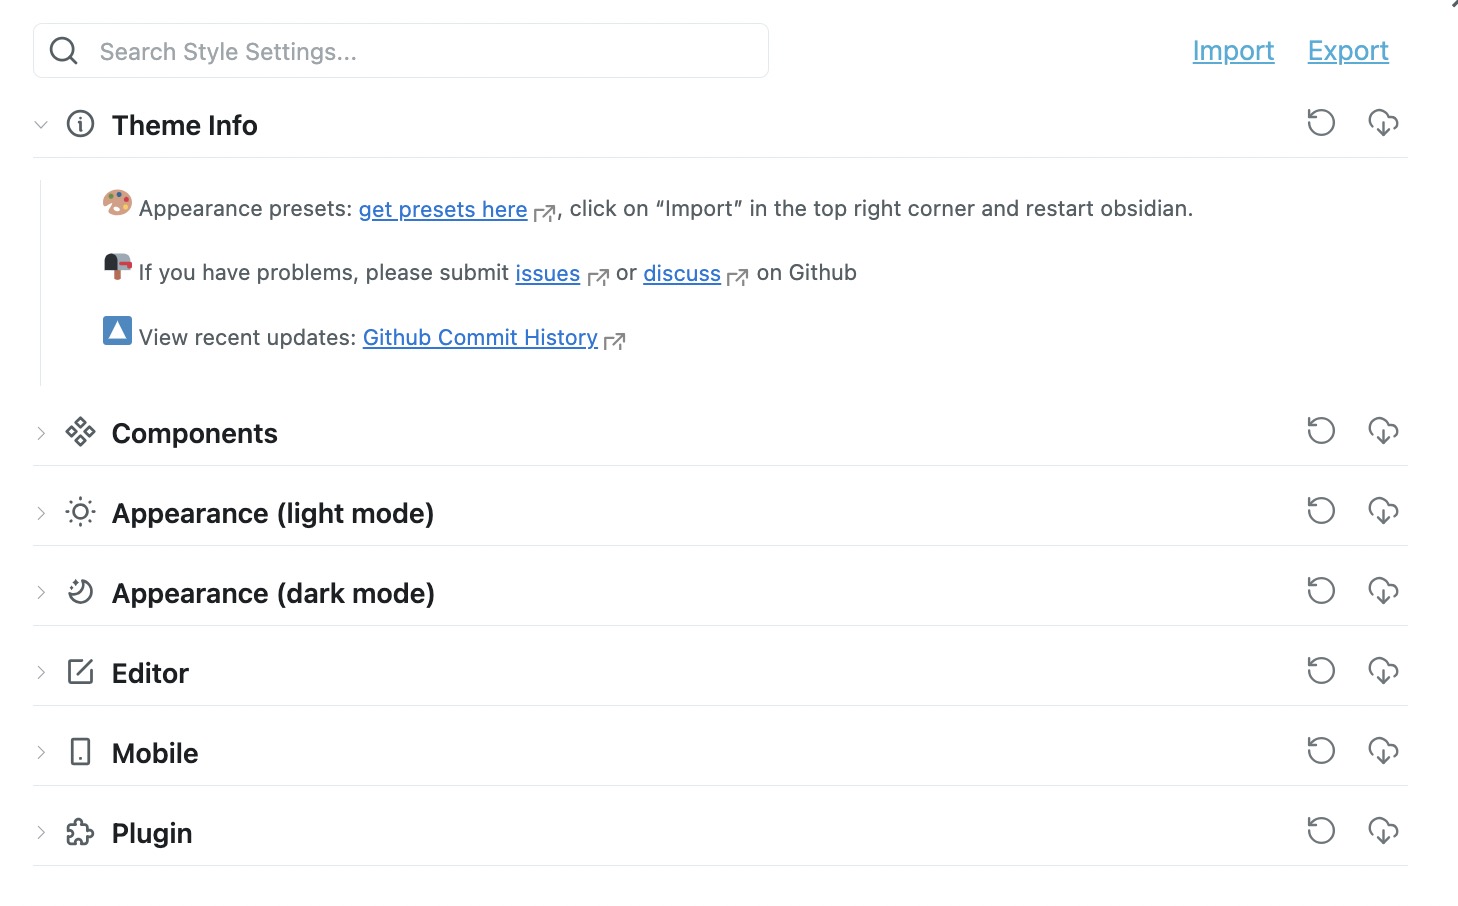 Search Style Settings...
Import Export
Theme Info
Appearance presets: get presets here, click on “Import” in the top right corner and restart obsidian.
If you have problems, please submit issues or discuss on Github
View recent updates: Github Commit History
Components
Appearance (light mode)
Appearance (dark mode)
Editor
Mobile
Plugin